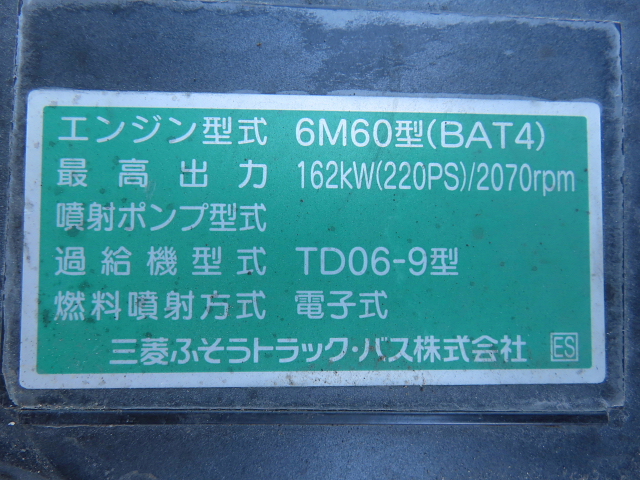 エンジン型式 6M60型(BAT4)
最高出力 162kW(220PS)/2070rpm
噴射ポンプ型式
過給機型式 TD06-9型
燃料噴射方式 電子式
三菱ふそうトラック・バス株式会社 ES